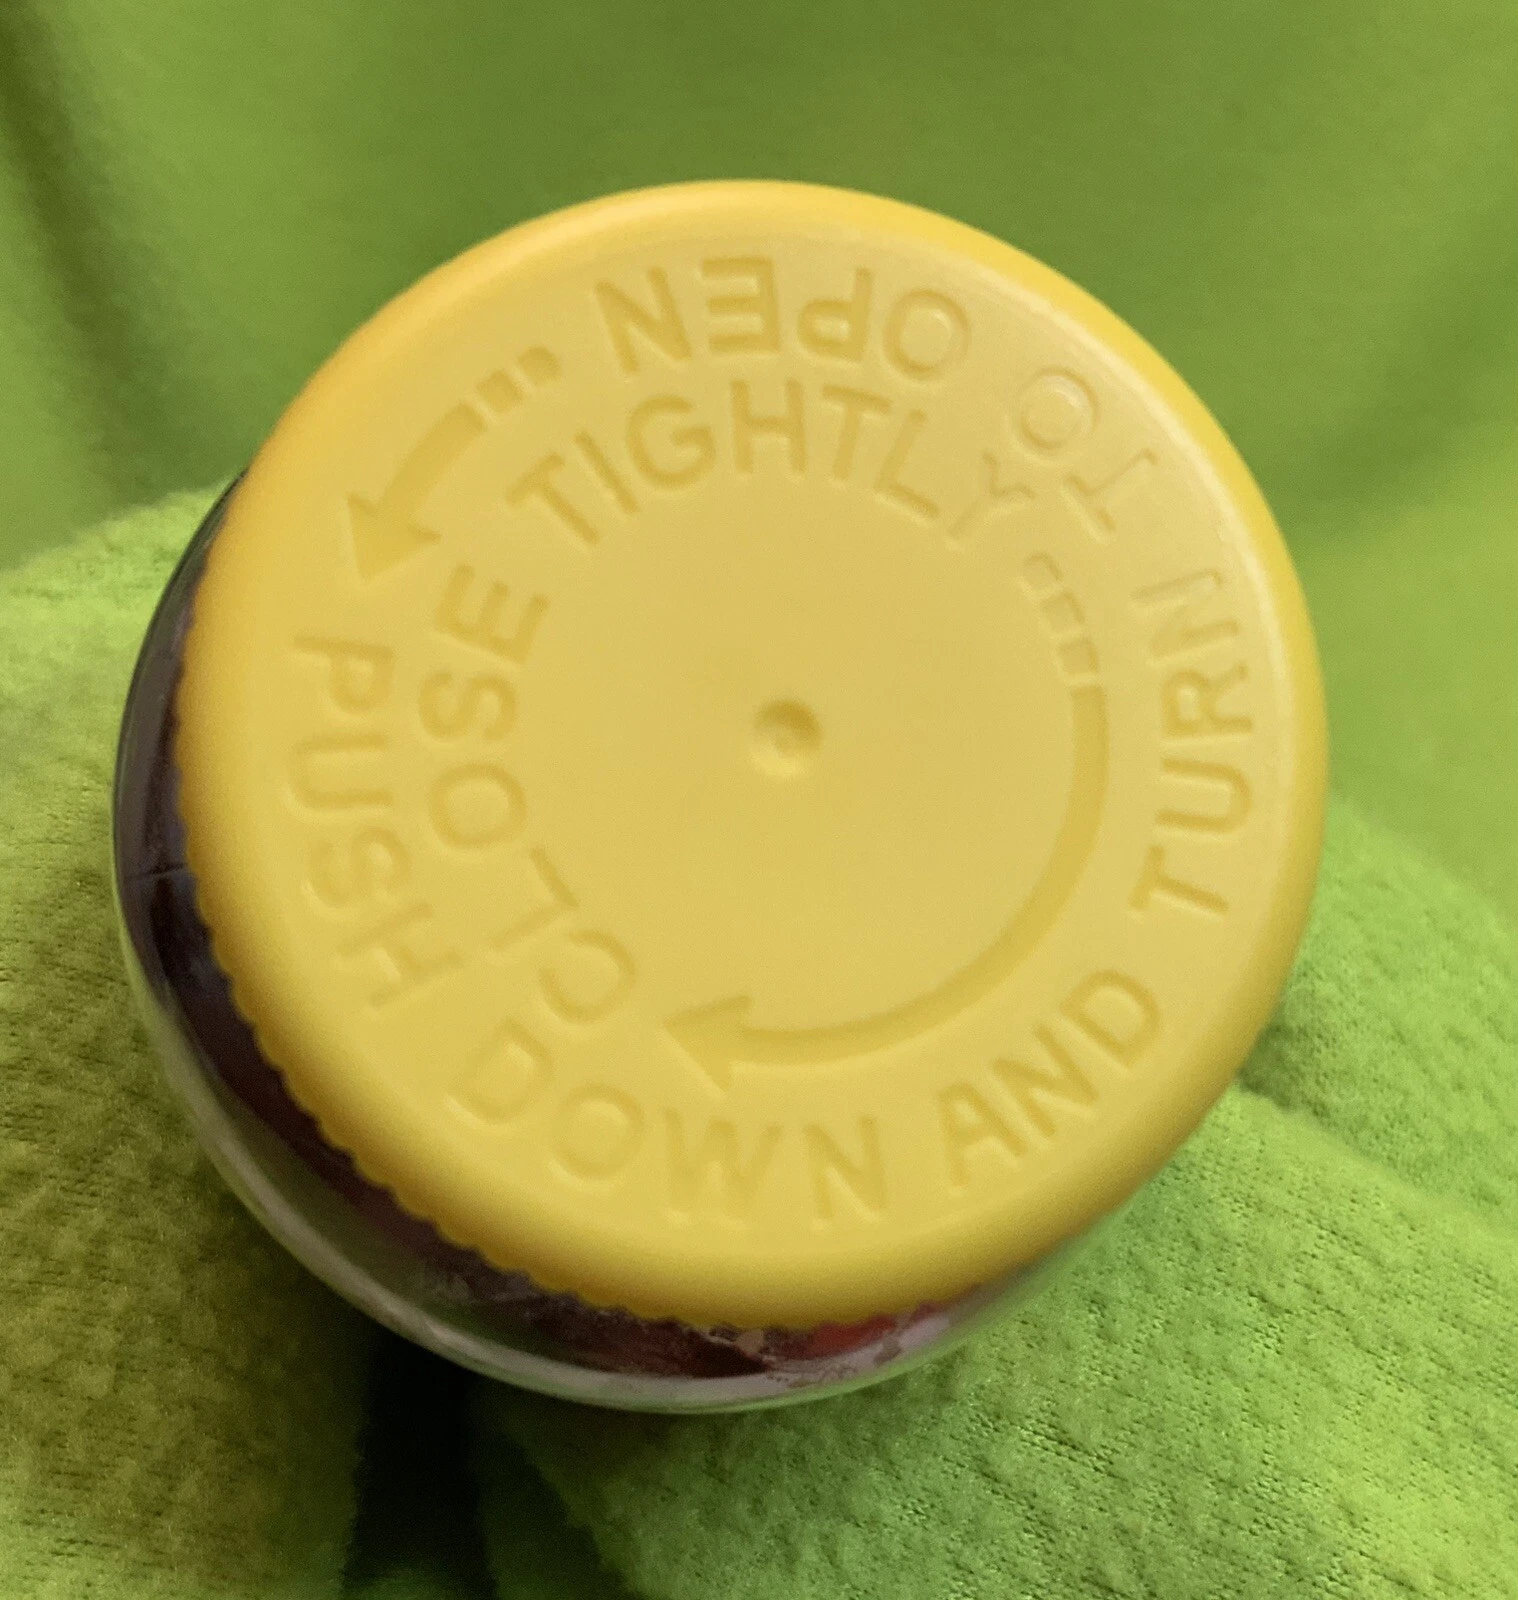 PUSH DOWN AND TURN TO OPEN
CLOSE TIGHTLY